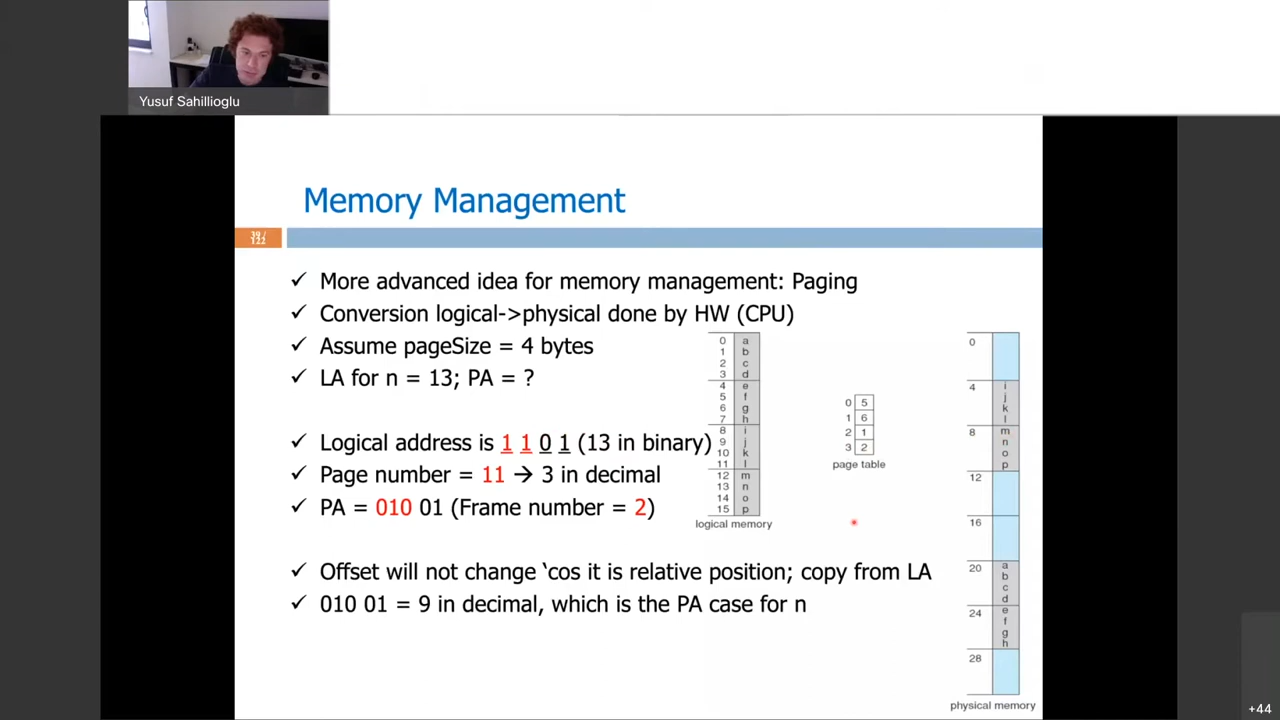 Yusuf Sahillioglu
Memory Management
39 /
122
✓ More advanced idea for memory management: Paging
✓ Conversion logical->physical done by HW (CPU)
✓ Assume pageSize = 4 bytes
✓ LA for n = 13; PA = ?
✓ Logical address is 1 1 0 1 (13 in binary)
✓ Page number = 11 → 3 in decimal
✓ PA = 010 01 (Frame number = 2)
✓ Offset will not change ‘cos it is relative position; copy from LA
✓ 010 01 = 9 in decimal, which is the PA case for n
0 a
1 b
2 c
3 d
4 e
5 f
6 g
7 h
8 i
9 j
10 k
11 l
12 m
13 n
14 o
15 p
logical memory
0 5
1 6
2 1
3 2
page table
0
4 i
j
k
l
8 m
n
o
p
12
16
20 a
b
c
d
24 e
f
g
h
28
physical memory
+44